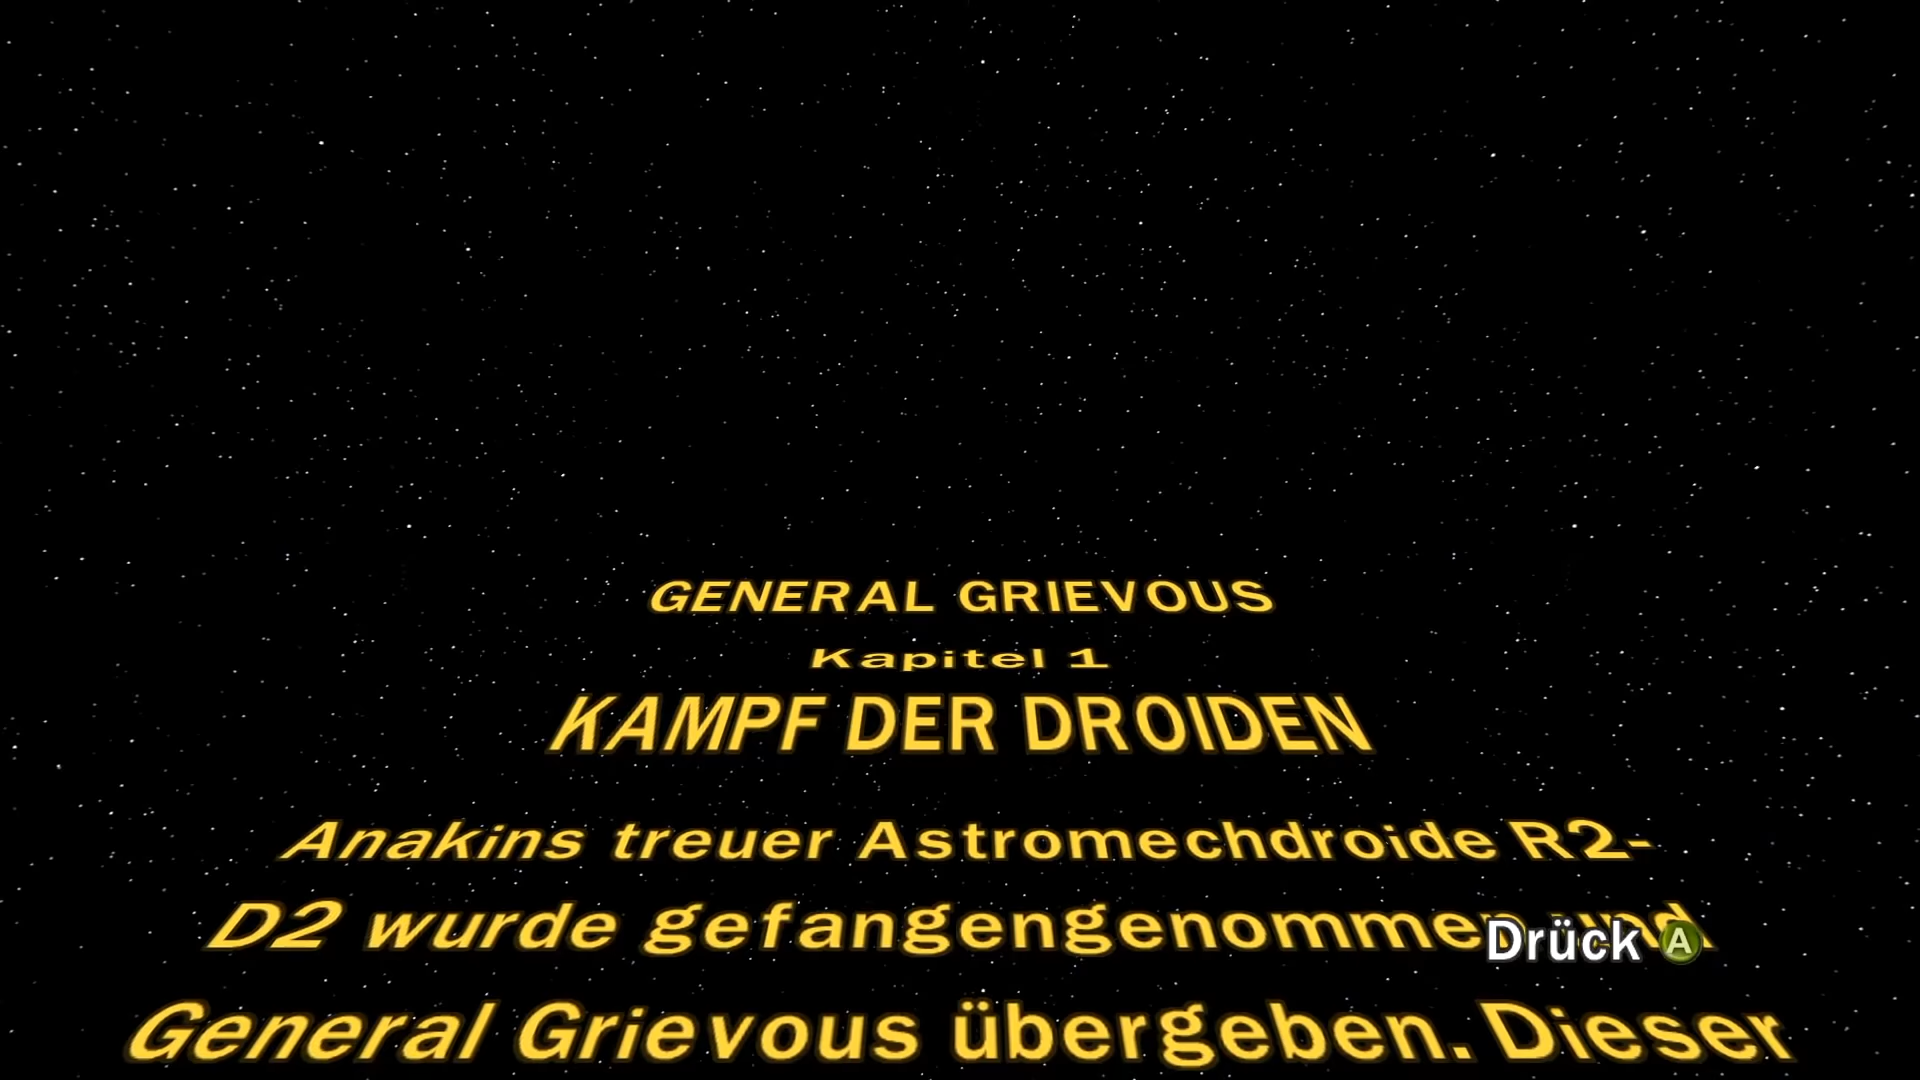 GENERAL GRIEVOUS
Kapitel 1
KAMPF DER DROIDEN
Anakins treuer Astromechdroide R2-
D2 wurde gefangengenommen und
Drück A
General Grievous übergeben. Dieser